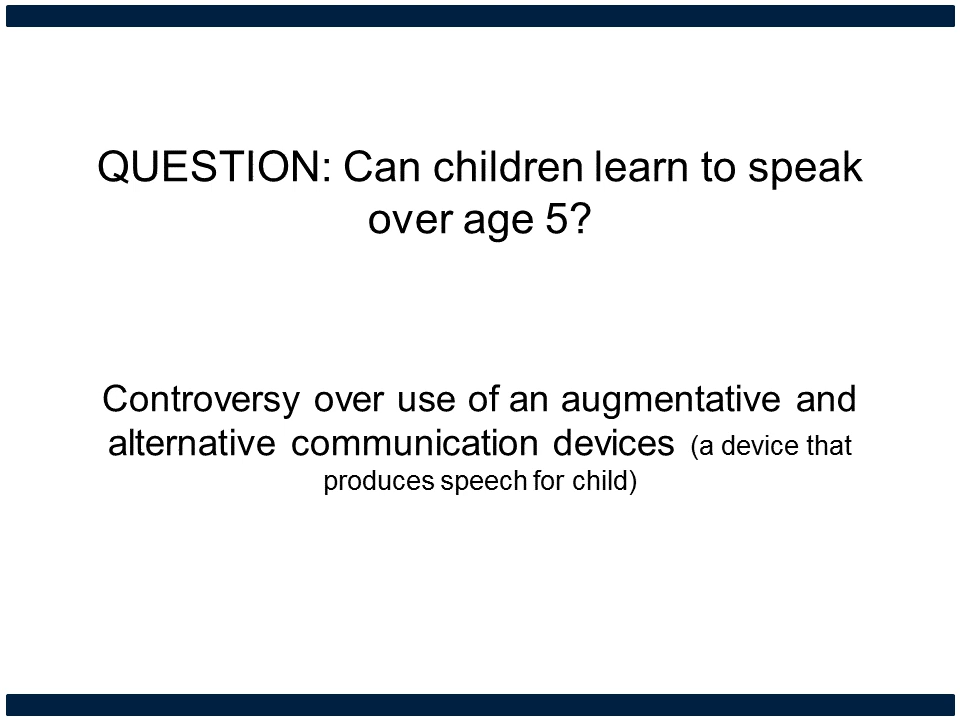 QUESTION: Can children learn to speak
over age 5?
Controversy over use of an augmentative and
alternative communication devices (a device that
produces speech for child)